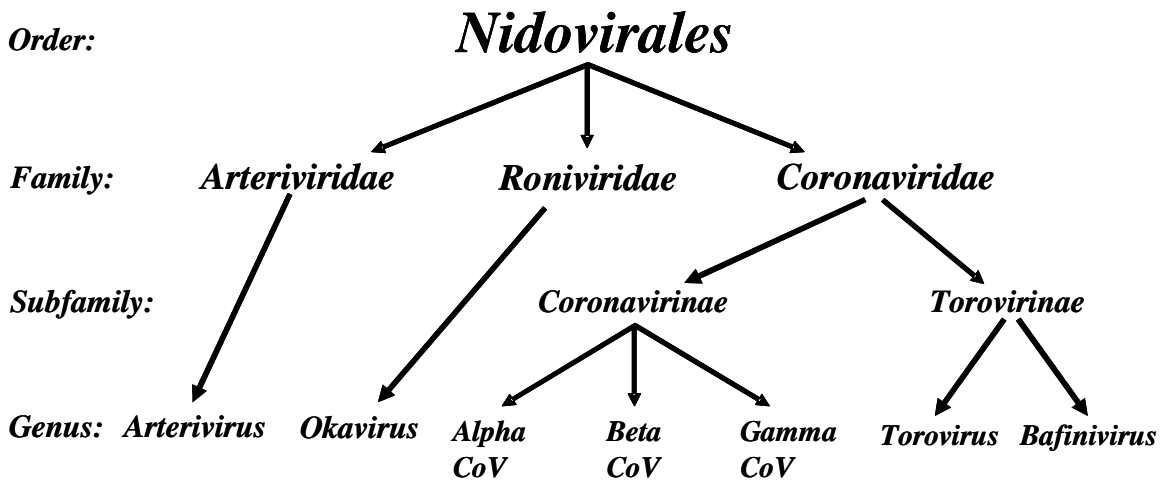 Order: Nidovirales
Family: Arteriviridae Roniviridae Coronaviridae
Subfamily: Coronavirinae Torovirinae
Genus: Arterivirus Okavirus Alpha CoV Beta CoV Gamma CoV Torovirus Bafinivirus